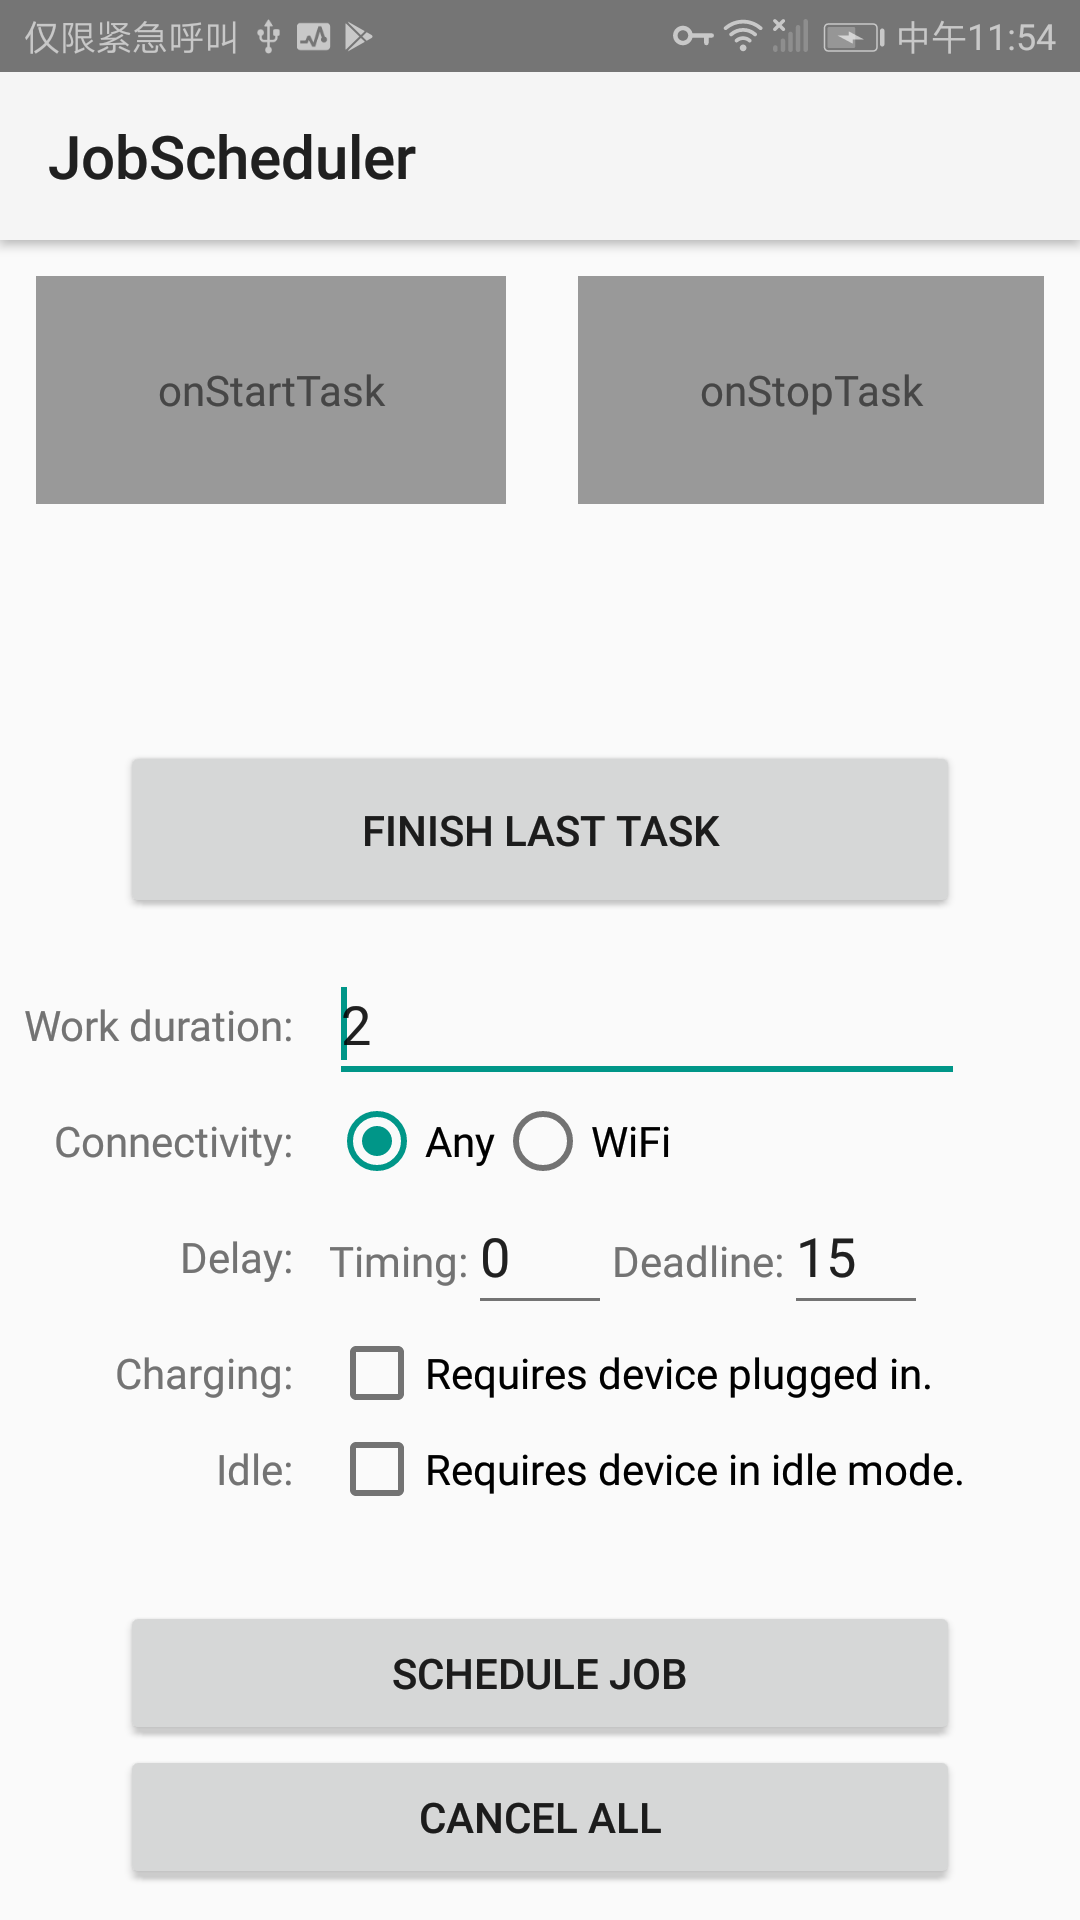 仅限紧急呼叫 中午11:54
JobScheduler
onStartTask onStopTask
FINISH LAST TASK
Work duration: 2
Connectivity: Any WiFi
Delay: Timing: 0 Deadline: 15
Charging: Requires device plugged in.
Idle: Requires device in idle mode.
SCHEDULE JOB
CANCEL ALL